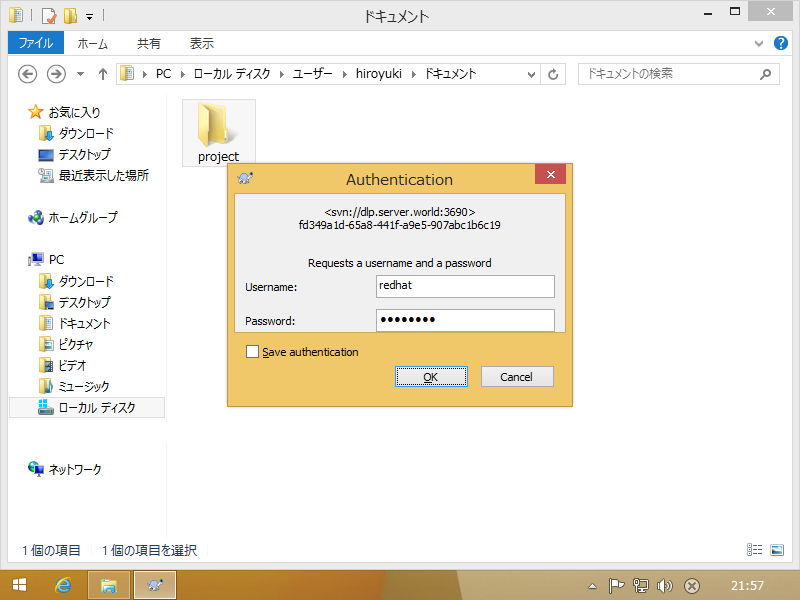 ドキュメント
ファイル
ホーム
共有
表示
PC
ローカル ディスク
ユーザー
hiroyuki
ドキュメント
ドキュメントの検索
お気に入り
ダウンロード
デスクトップ
最近表示した場所
ホームグループ
PC
ダウンロード
デスクトップ
ドキュメント
ピクチャ
ビデオ
ミュージック
ローカル ディスク
ネットワーク
project
Authentication
<svn://dlp.server.world:3690>
fd349a1d-65a8-441f-a9e5-907abc1b6c19
Requests a username and a password
Username:
redhat
Password:
●●●●●●●●
Save authentication
OK
Cancel
1個の項目
1個の項目を選択
21:57